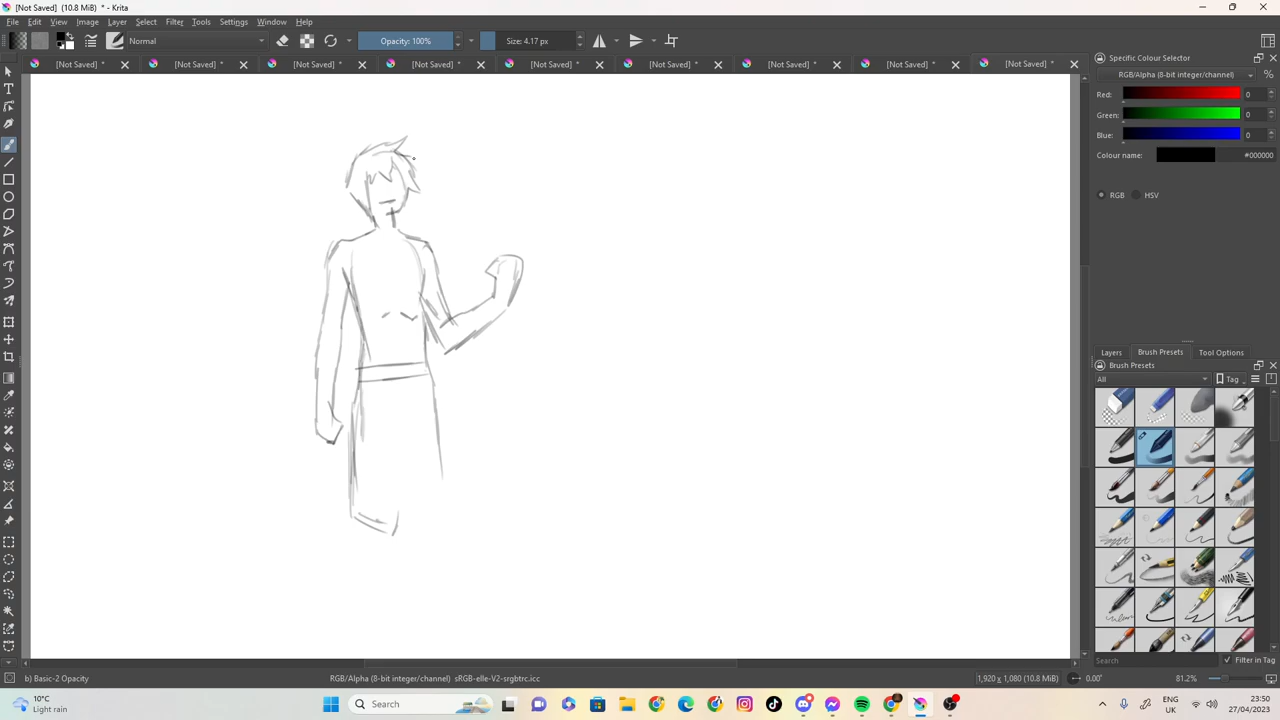 [Not Saved] (10.8 MiB) * - Krita
File Edit View Image Layer Select Filter Tools Settings Window Help
Normal Opacity: 100% Size: 4.17 px
[Not Saved] * [Not Saved] * [Not Saved] * [Not Saved] * [Not Saved] * [Not Saved] * [Not Saved] * [Not Saved] * [Not Saved] *
Specific Colour Selector
RGB/Alpha (8-bit integer/channel) %
Red: 0
Green: 0
Blue: 0
Colour name: #000000
RGB HSV
Layers Brush Presets Tool Options
Brush Presets
All Tag
Search Filter in Tag
b) Basic-2 Opacity RGB/Alpha (8-bit integer/channel) sRGB-elle-V2-srgbtrc.icc 1,920 x 1,080 (10.8 MiB) 0.00° 81.2%
10°C
Light rain
Search
ENG
UK
23:50
27/04/2023